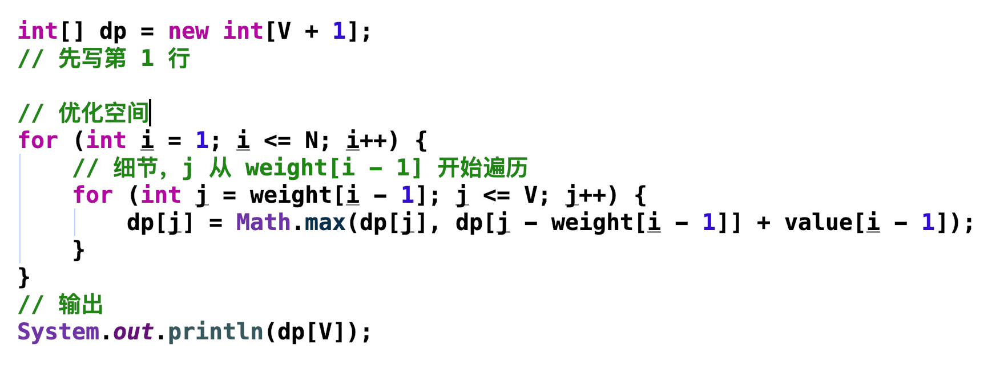 int[] dp = new int[V + 1];
// 先写第 1 行
// 优化空间
for (int i = 1; i <= N; i++) {
// 细节，j 从 weight[i - 1] 开始遍历
for (int j = weight[i - 1]; j <= V; j++) {
dp[j] = Math.max(dp[j], dp[j - weight[i - 1]] + value[i - 1]);
}
}
// 输出
System.out.println(dp[V]);